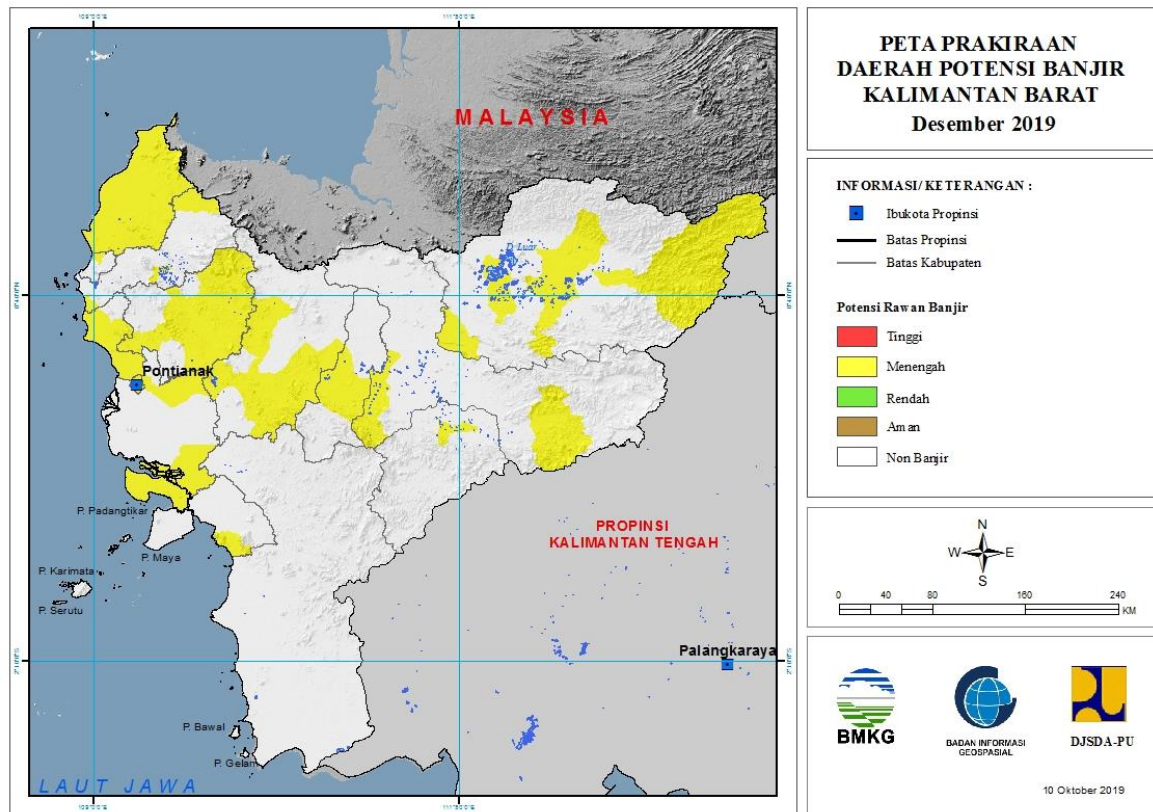 PETA PRAKIRAAN
DAERAH POTENSI BANJIR
KALIMANTAN BARAT
Desember 2019
INFORMASI/ KETERANGAN :
Ibukota Propinsi
Batas Propinsi
Batas Kabupaten
Potensi Rawan Banjir
Tinggi
Menengah
Rendah
Aman
Non Banjir
N
W E
S
0 40 80 160 240
KM
BMKG
BADAN INFORMASI
GEOSPASIAL
DJSDA-PU
10 Oktober 2019
MALAYSIA
D. Luar
Pontianak
P. Padangtikar
P. Maya
P. Karimata
P. Serutu
PROPINSI
KALIMANTAN TENGAH
Palangkaraya
P. Bawal
P. Gelam
LAUT JAWA